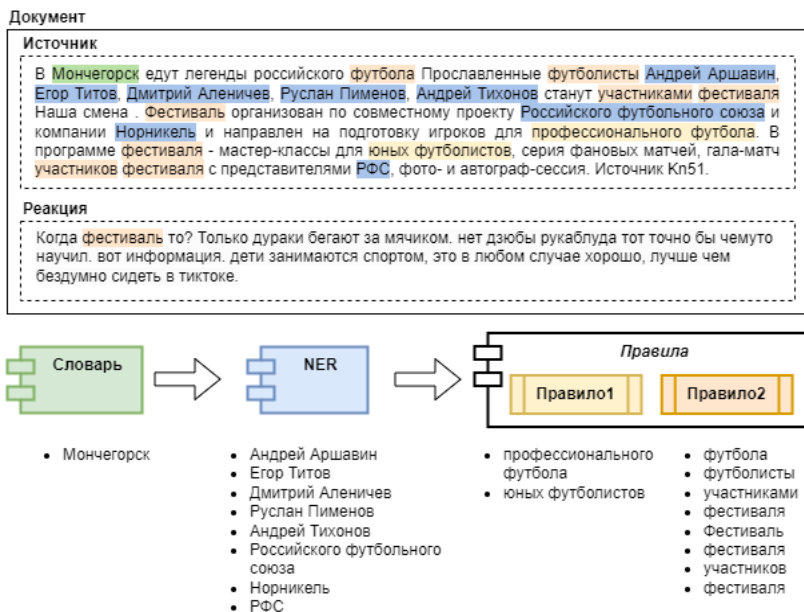 Документ
Источник
В Мончегорск едут легенды российского футбола Прославленные футболисты Андрей Аршавин,
Егор Титов, Дмитрий Аленичев, Руслан Пименов, Андрей Тихонов станут участниками фестиваля
Наша смена . Фестиваль организован по совместному проекту Российского футбольного союза и
компании Норникель и направлен на подготовку игроков для профессионального футбола. В
программе фестиваля - мастер-классы для юных футболистов, серия фановых матчей, гала-матч
участников фестиваля с представителями РФС, фото- и автограф-сессия. Источник Kn51.
Реакция
Когда фестиваль то? Только дураки бегают за мячиком. нет дзюбы рукаблуда тот точно бы чемуто
научил. вот информация. дети занимаются спортом, это в любом случае хорошо, лучше чем
бездумно сидеть в тиктоке.
Словарь
NER
Правила
Правило1
Правило2
• Мончегорск
• Андрей Аршавин
• Егор Титов
• Дмитрий Аленичев
• Руслан Пименов
• Андрей Тихонов
• Российского футбольного
союза
• Норникель
• РФС
• профессионального
футбола
• юных футболистов
• футбола
• футболисты
• участниками
• фестиваля
• Фестиваль
• фестиваля
• участников
• фестиваля